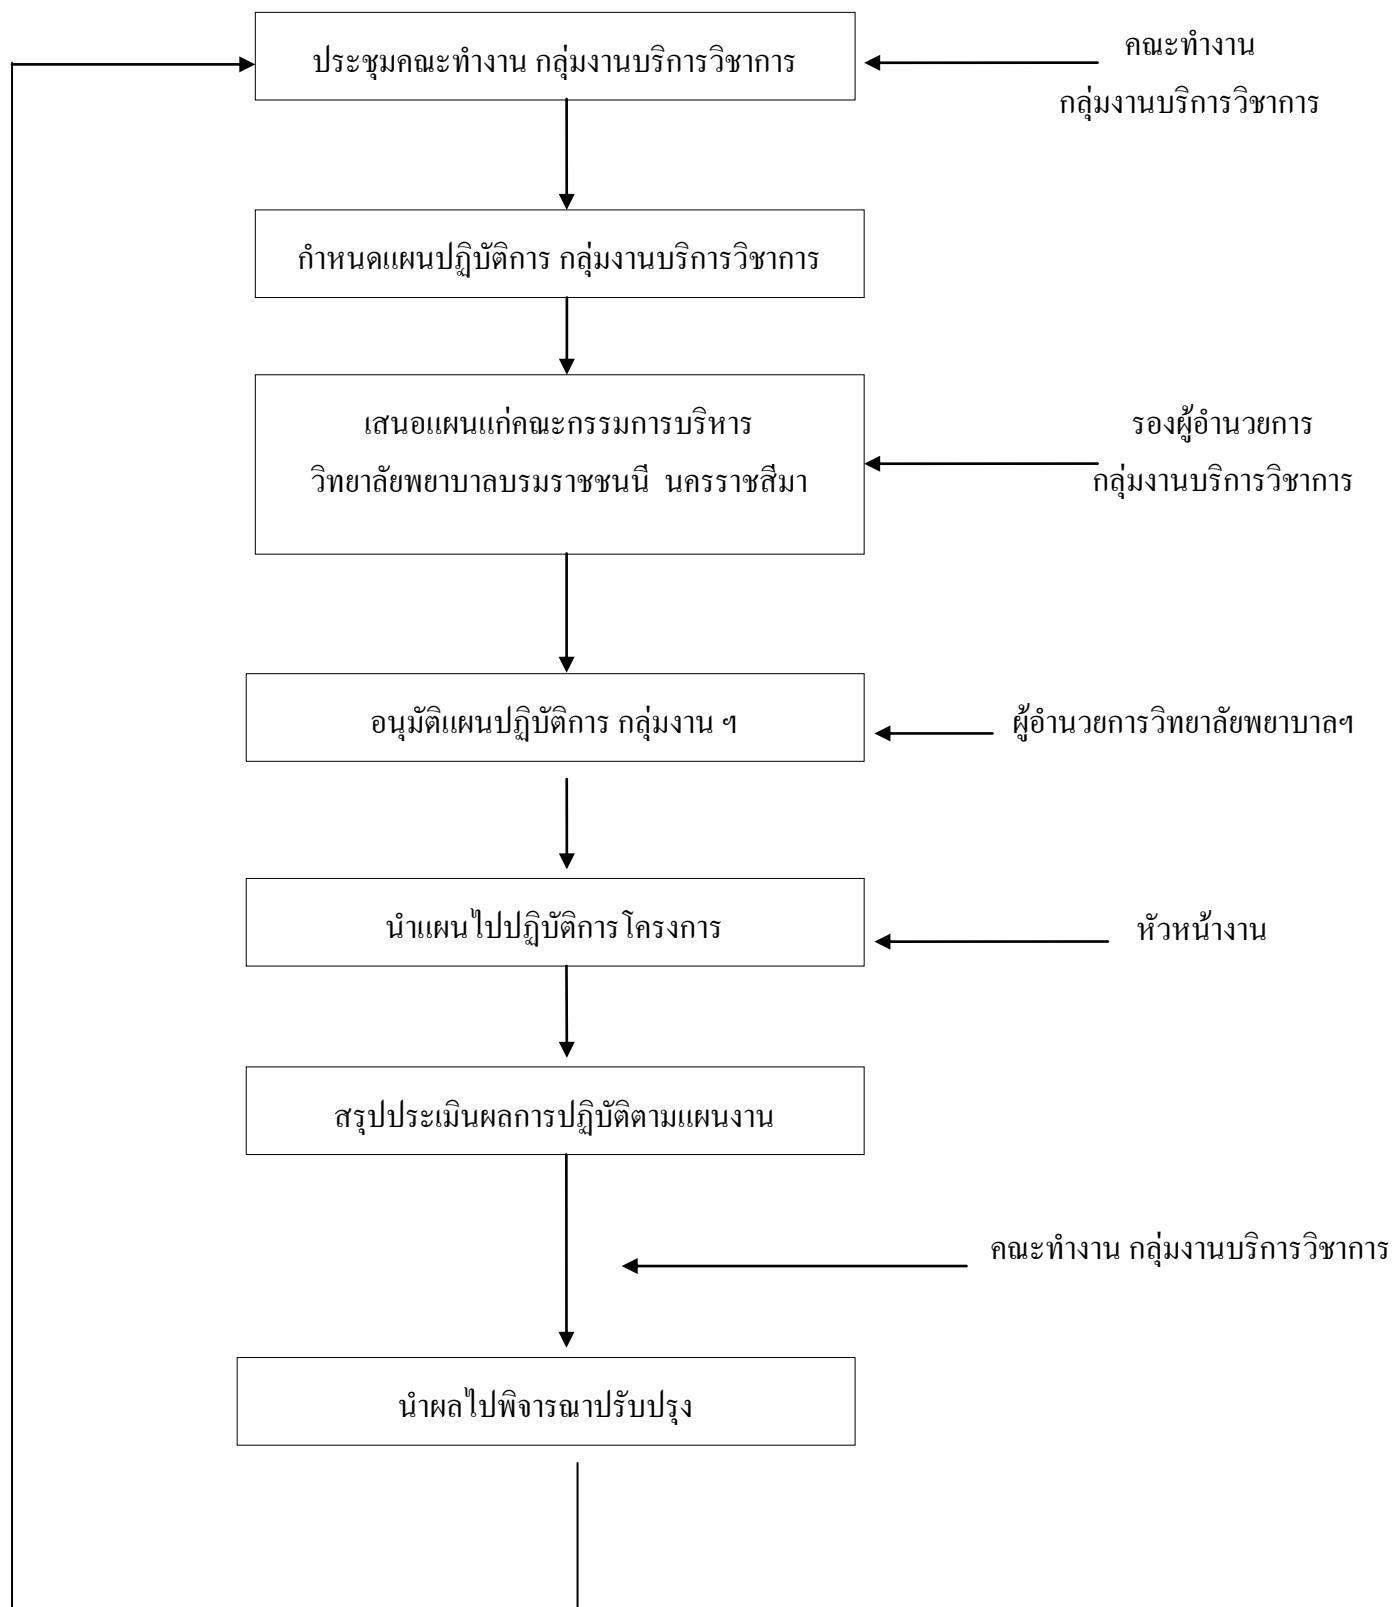 ประชุมคณะทำงาน กลุ่มงานบริการวิชาการ
คณะทำงาน
กลุ่มงานบริการวิชาการ
กำหนดแผนปฏิบัติการ กลุ่มงานบริการวิชาการ
เสนอแผนแก่คณะกรรมการบริหาร
วิทยาลัยพยาบาลบรมราชชนนี นครราชสีมา
รองผู้อำนวยการ
กลุ่มงานบริการวิชาการ
อนุมัติแผนปฏิบัติการ กลุ่มงาน ฯ
ผู้อำนวยการวิทยาลัยพยาบาลฯ
นำแผนไปปฏิบัติการโครงการ
หัวหน้างาน
สรุปประเมินผลการปฏิบัติตามแผนงาน
คณะทำงาน กลุ่มงานบริการวิชาการ
นำผลไปพิจารณาปรับปรุง